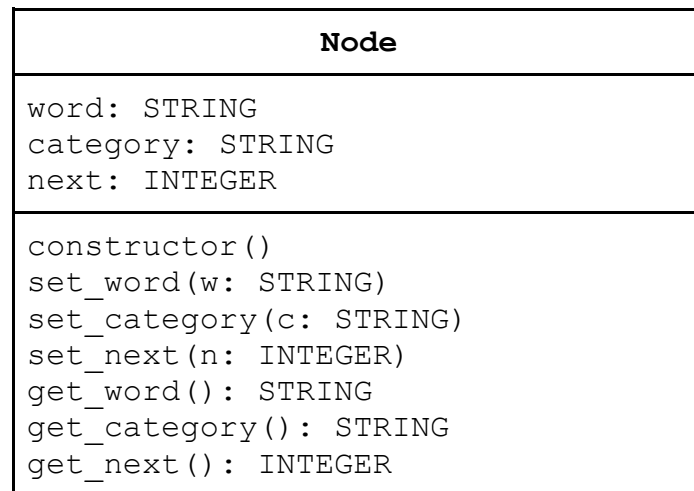 Node
word: STRING
category: STRING
next: INTEGER
constructor()
set_word(w: STRING)
set_category(c: STRING)
set_next(n: INTEGER)
get_word(): STRING
get_category(): STRING
get_next(): INTEGER